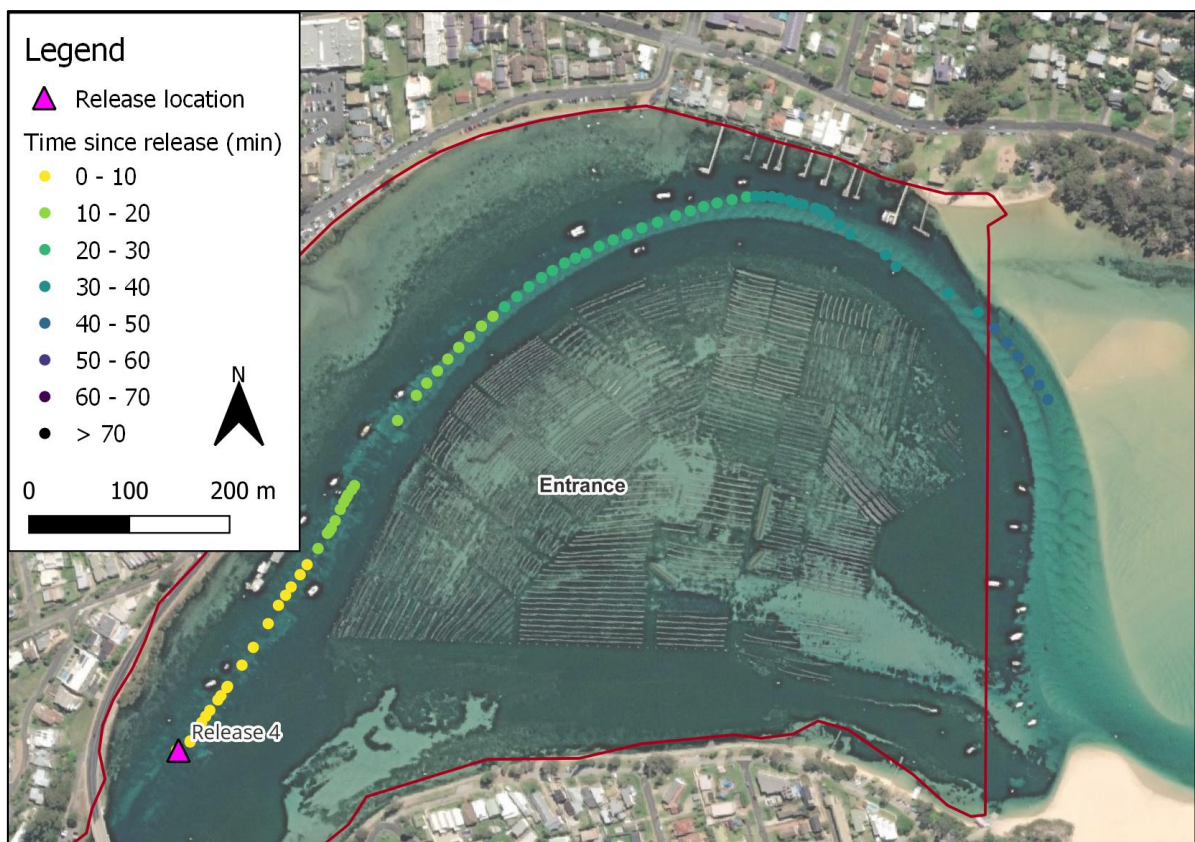 Legend
Release location
Time since release (min)
0 - 10
10 - 20
20 - 30
30 - 40
40 - 50
50 - 60
60 - 70
> 70
N
0 100 200 m
Entrance
Release 4